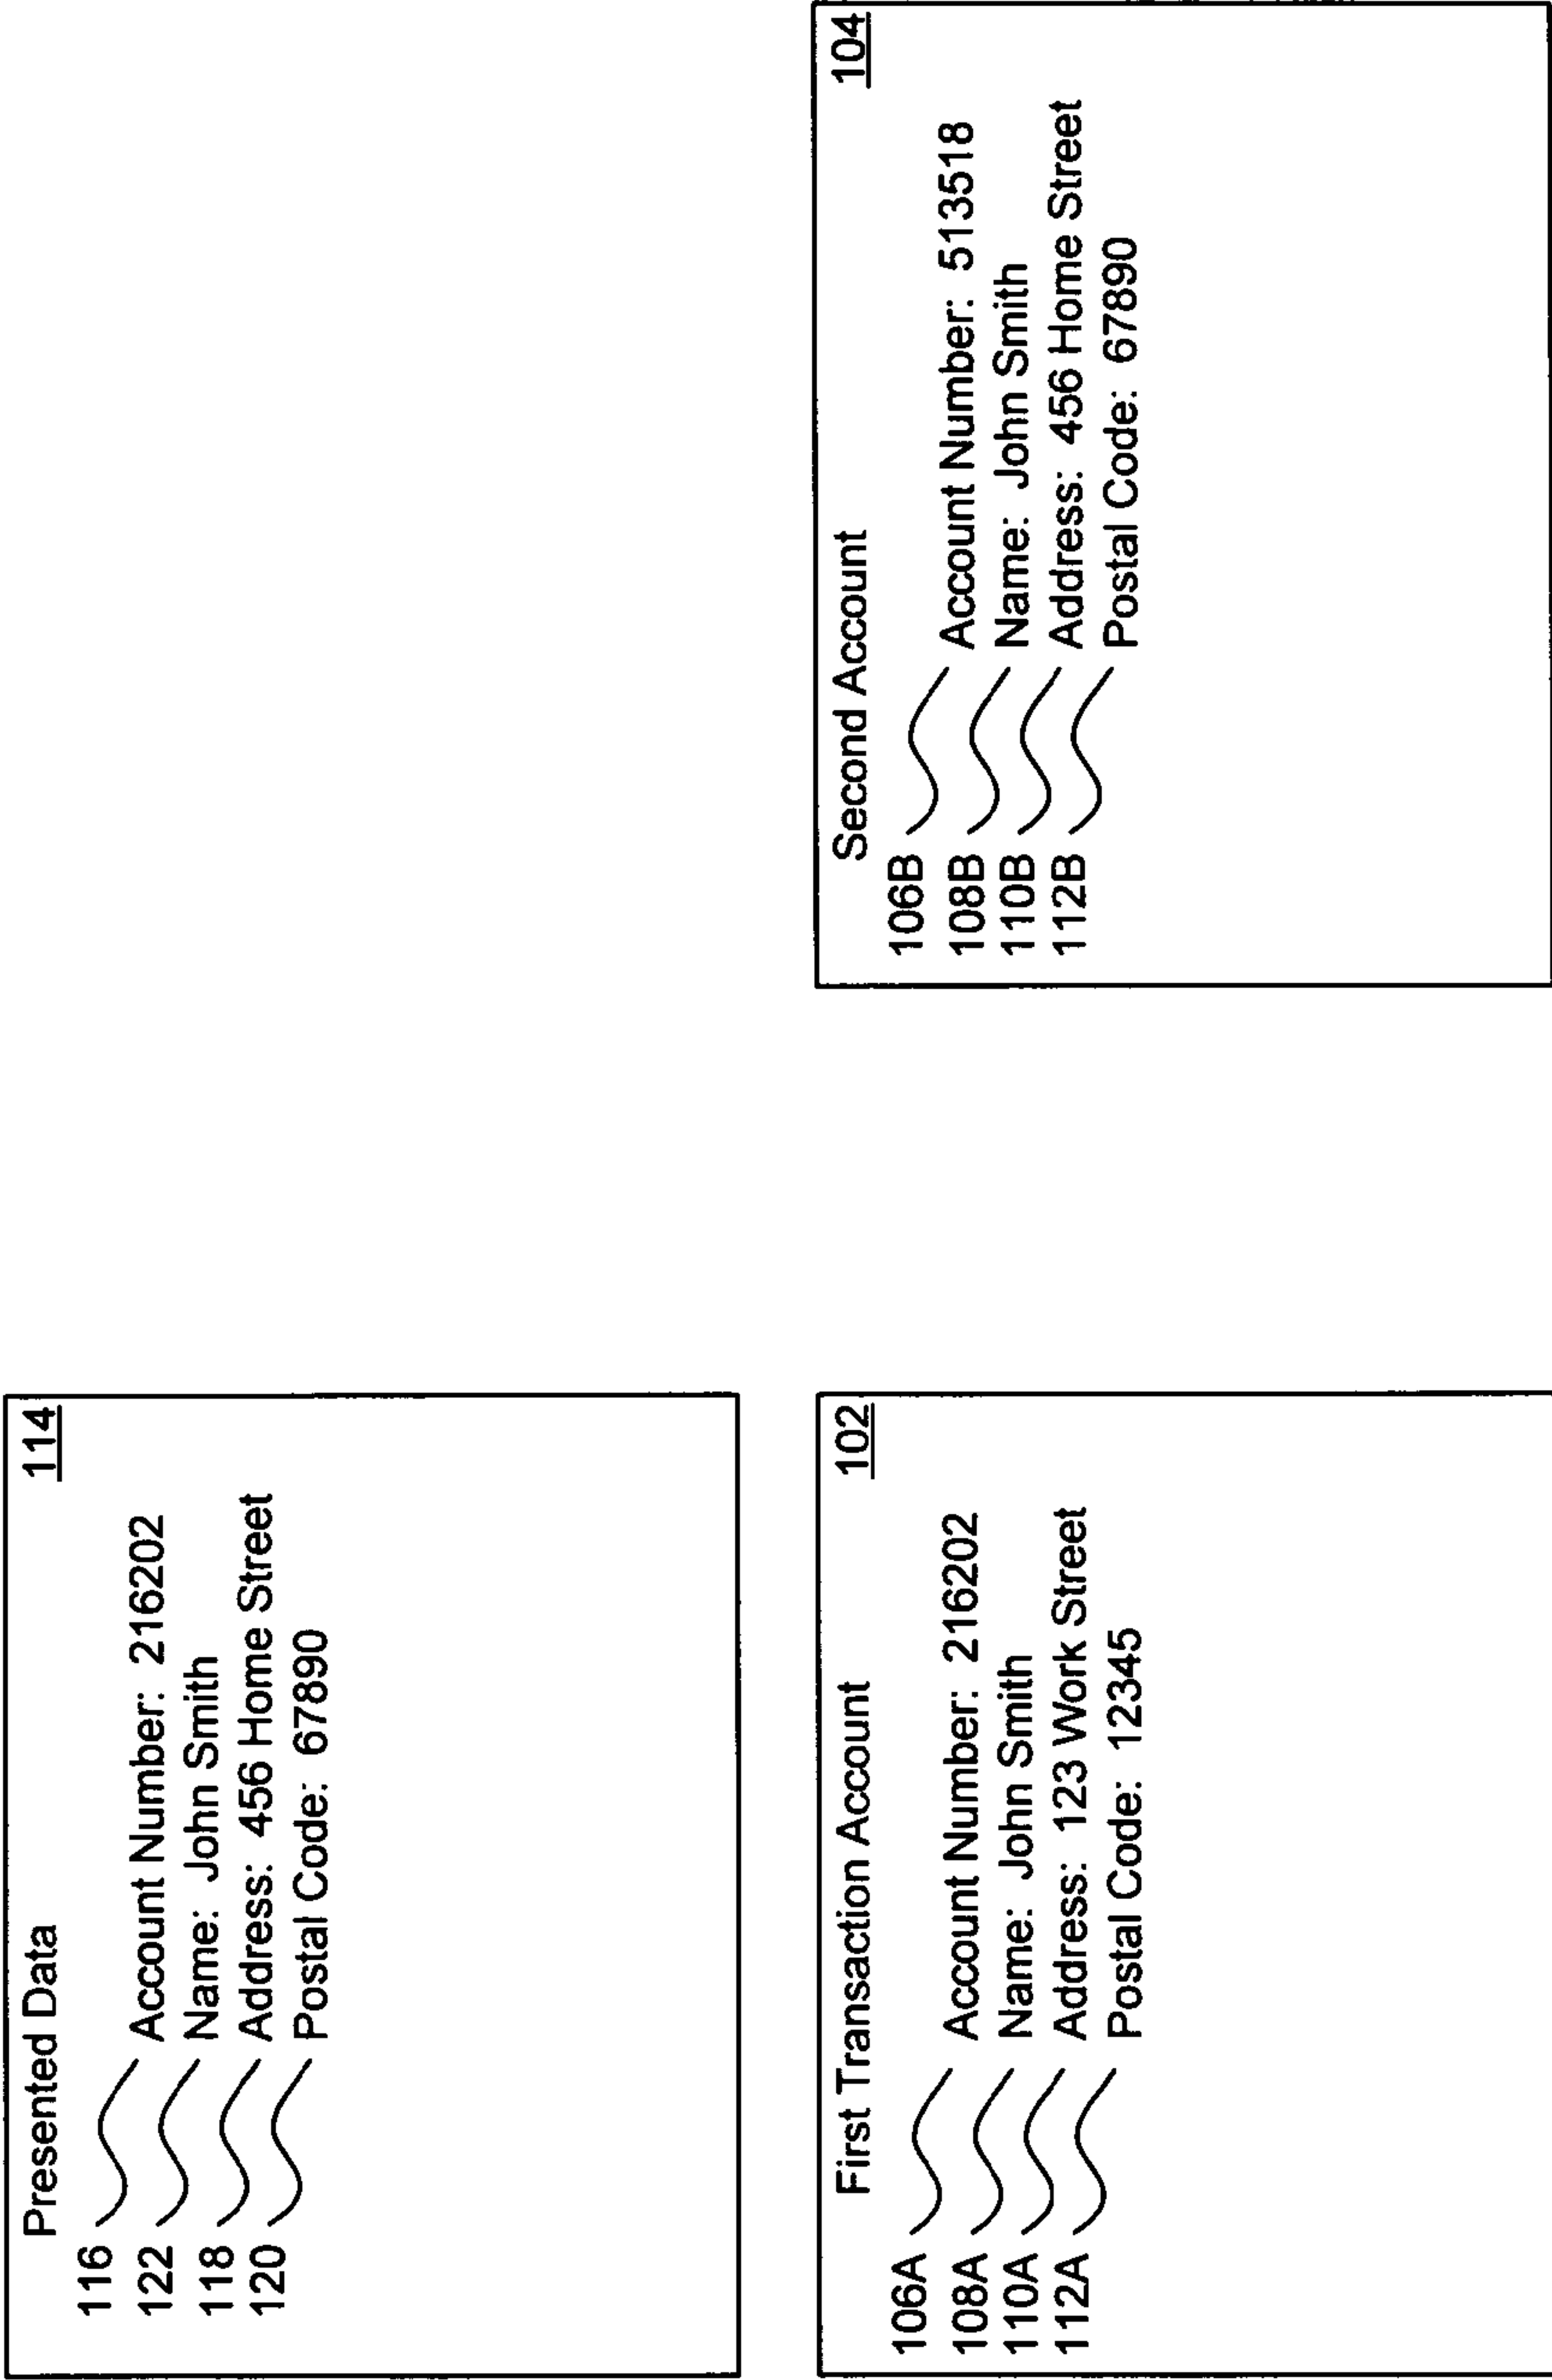 Presented Data
114
116 Account Number: 216202
122 Name: John Smith
118 Address: 456 Home Street
120 Postal Code: 67890
First Transaction Account
102
106A Account Number: 216202
108A Name: John Smith
110A Address: 123 Work Street
112A Postal Code: 12345
Second Account
104
106B Account Number: 513518
108B Name: John Smith
110B Address: 456 Home Street
112B Postal Code: 67890